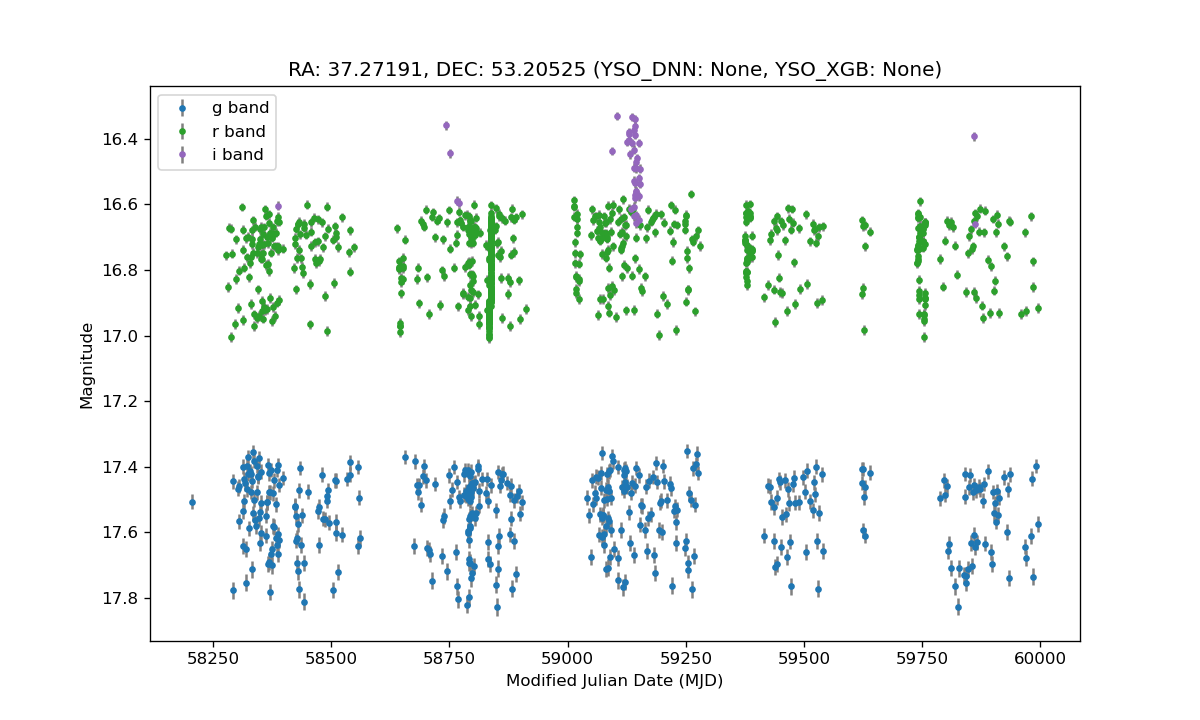 RA: 37.27191, DEC: 53.20525 (YSO_DNN: None, YSO_XGB: None)
g band
r band
i band
16.4
16.6
16.8
17.0
17.2
17.4
17.6
17.8
Magnitude
58250 58500 58750 59000 59250 59500 59750 60000
Modified Julian Date (MJD)